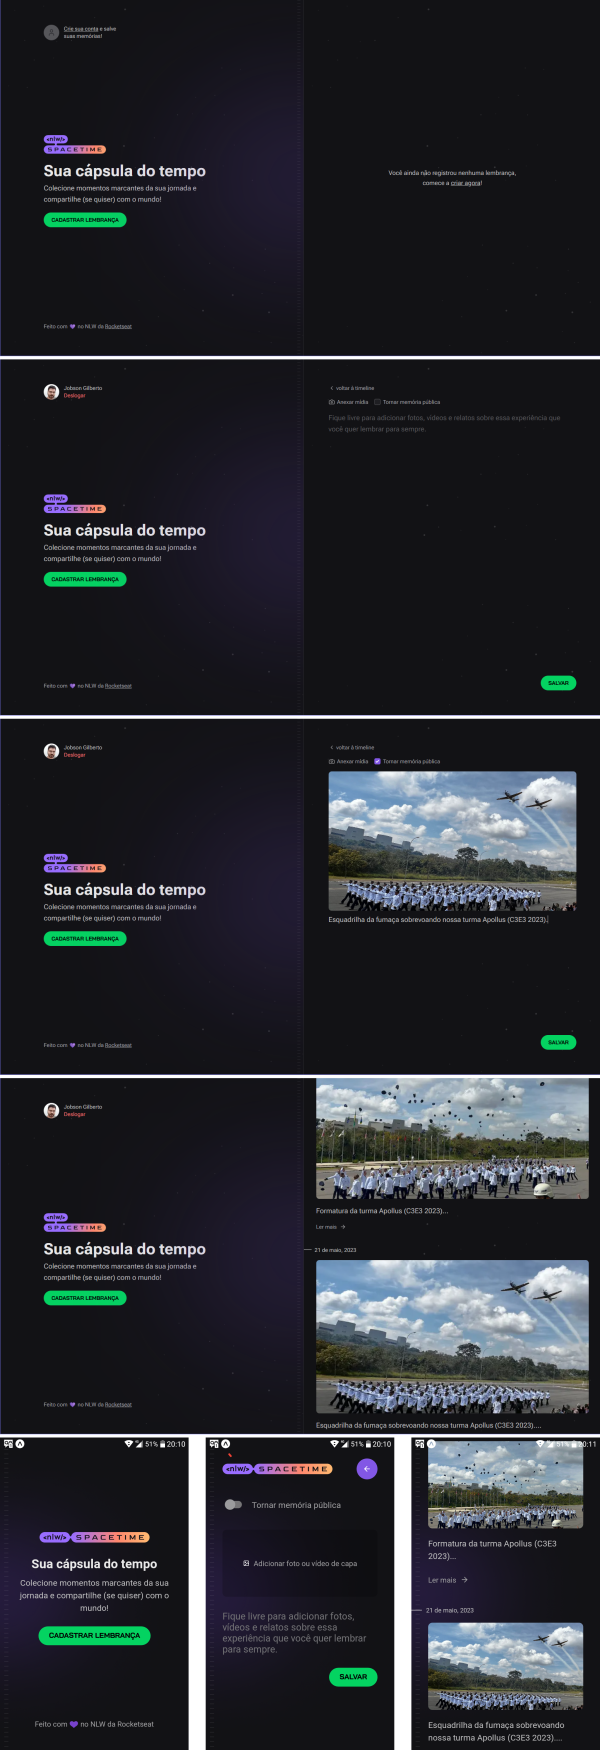 Crie sua conta e salve
suas memórias!
<nlw/>
SPACETIME
Sua cápsula do tempo
Colecione momentos marcantes da sua jornada e
compartilhe (se quiser) com o mundo!
CADASTRAR LEMBRANÇA
Feito com 💜 no NLW da Rocketseat
Você ainda não registrou nenhuma lembrança,
comece a criar agora!
Jobson Gilberto
Deslogar
<nlw/>
SPACETIME
Sua cápsula do tempo
Colecione momentos marcantes da sua jornada e
compartilhe (se quiser) com o mundo!
CADASTRAR LEMBRANÇA
Feito com 💜 no NLW da Rocketseat
voltar à timeline
Anexar mídia Tornar memória pública
Fique livre para adicionar fotos, vídeos e relatos sobre essa experiência que
você quer lembrar para sempre.
SALVAR
Jobson Gilberto
Deslogar
<nlw/>
SPACETIME
Sua cápsula do tempo
Colecione momentos marcantes da sua jornada e
compartilhe (se quiser) com o mundo!
CADASTRAR LEMBRANÇA
Feito com 💜 no NLW da Rocketseat
voltar à timeline
Anexar mídia Tornar memória pública
Esquadrilha da fumaça sobrevoando nossa turma Apollus (C3E3 2023).
SALVAR
Jobson Gilberto
Deslogar
<nlw/>
SPACETIME
Sua cápsula do tempo
Colecione momentos marcantes da sua jornada e
compartilhe (se quiser) com o mundo!
CADASTRAR LEMBRANÇA
Feito com 💜 no NLW da Rocketseat
Formatura da turma Apollus (C3E3 2023)...
Ler mais →
21 de maio, 2023
Esquadrilha da fumaça sobrevoando nossa turma Apollus (C3E3 2023)....
51% 20:10
<nlw/> SPACETIME
Sua cápsula do tempo
Colecione momentos marcantes da sua
jornada e compartilhe (se quiser) com o
mundo!
CADASTRAR LEMBRANÇA
Feito com 💜 no NLW da Rocketseat
51% 20:10
<nlw/> SPACETIME
Tornar memória pública
Adicionar foto ou vídeo de capa
Fique livre para adicionar fotos,
vídeos e relatos sobre essa
experiência que você quer lembrar
para sempre.
SALVAR
51% 20:11
Formatura da turma Apollus (C3E3
2023)...
Ler mais →
21 de maio, 2023
Esquadrilha da fumaça sobrevoando
nossa turma Apollus (C3E3 2023)....